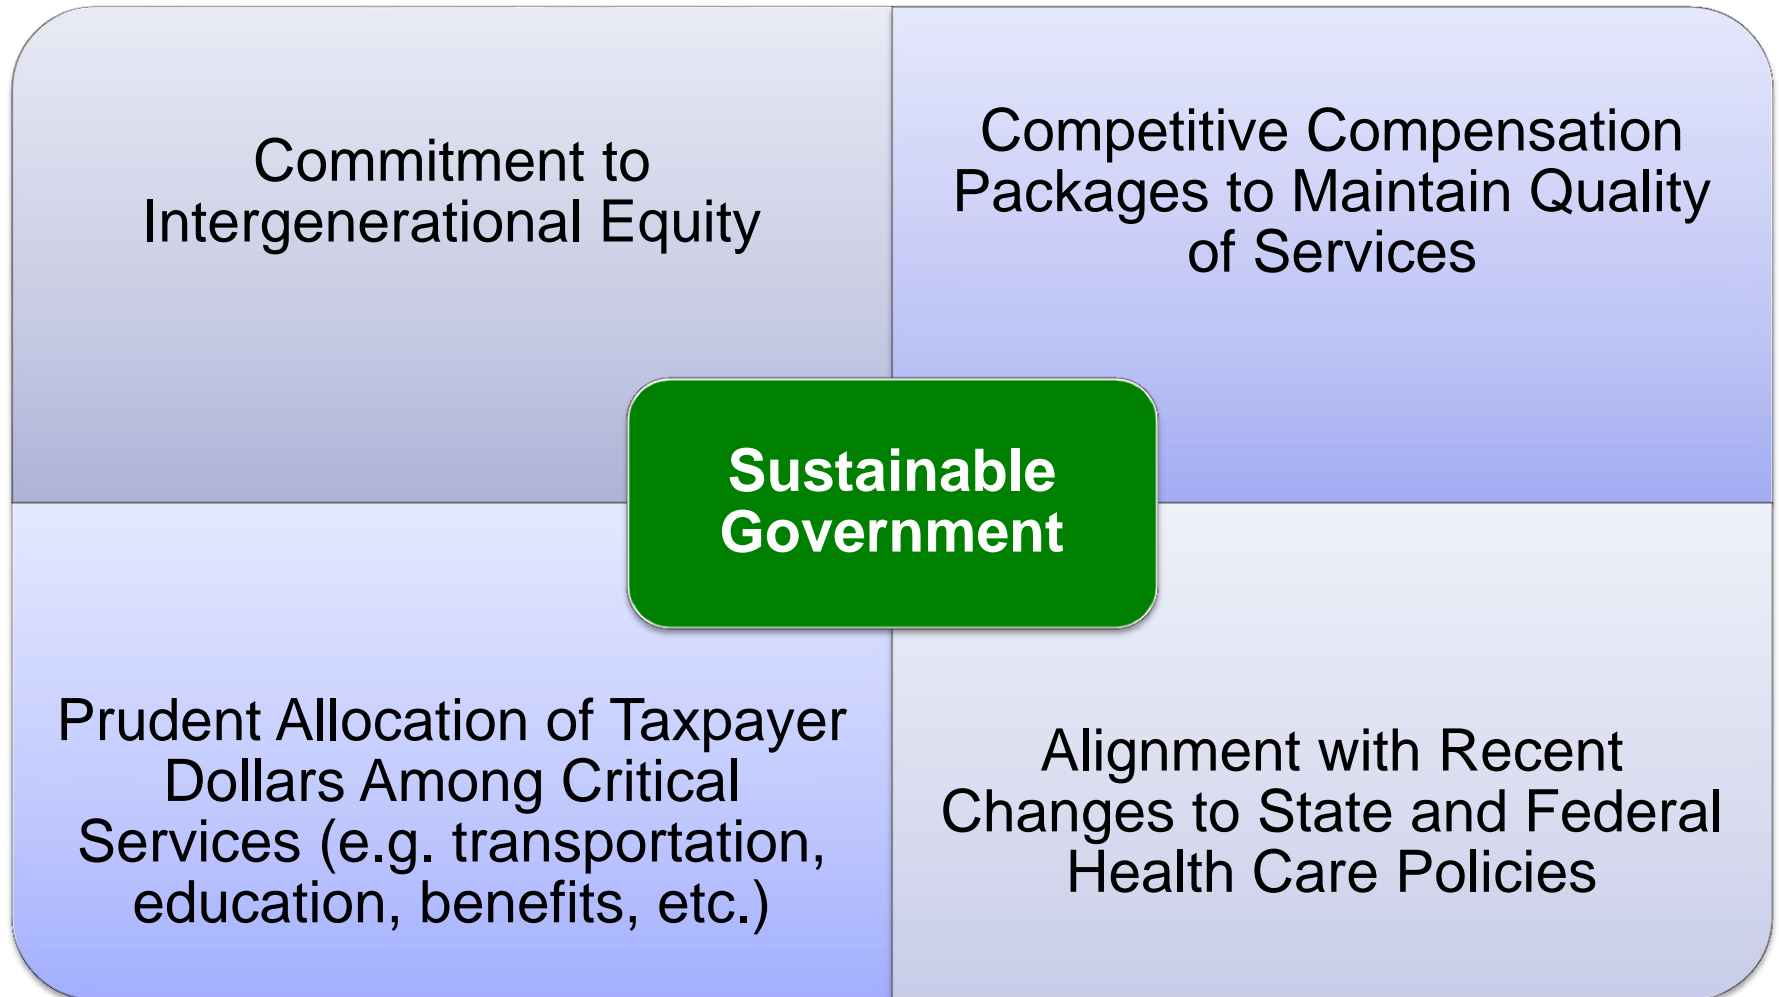 Commitment to
Intergenerational Equity
Competitive Compensation
Packages to Maintain Quality
of Services
Sustainable
Government
Prudent Allocation of Taxpayer
Dollars Among Critical
Services (e.g. transportation,
education, benefits, etc.)
Alignment with Recent
Changes to State and Federal
Health Care Policies